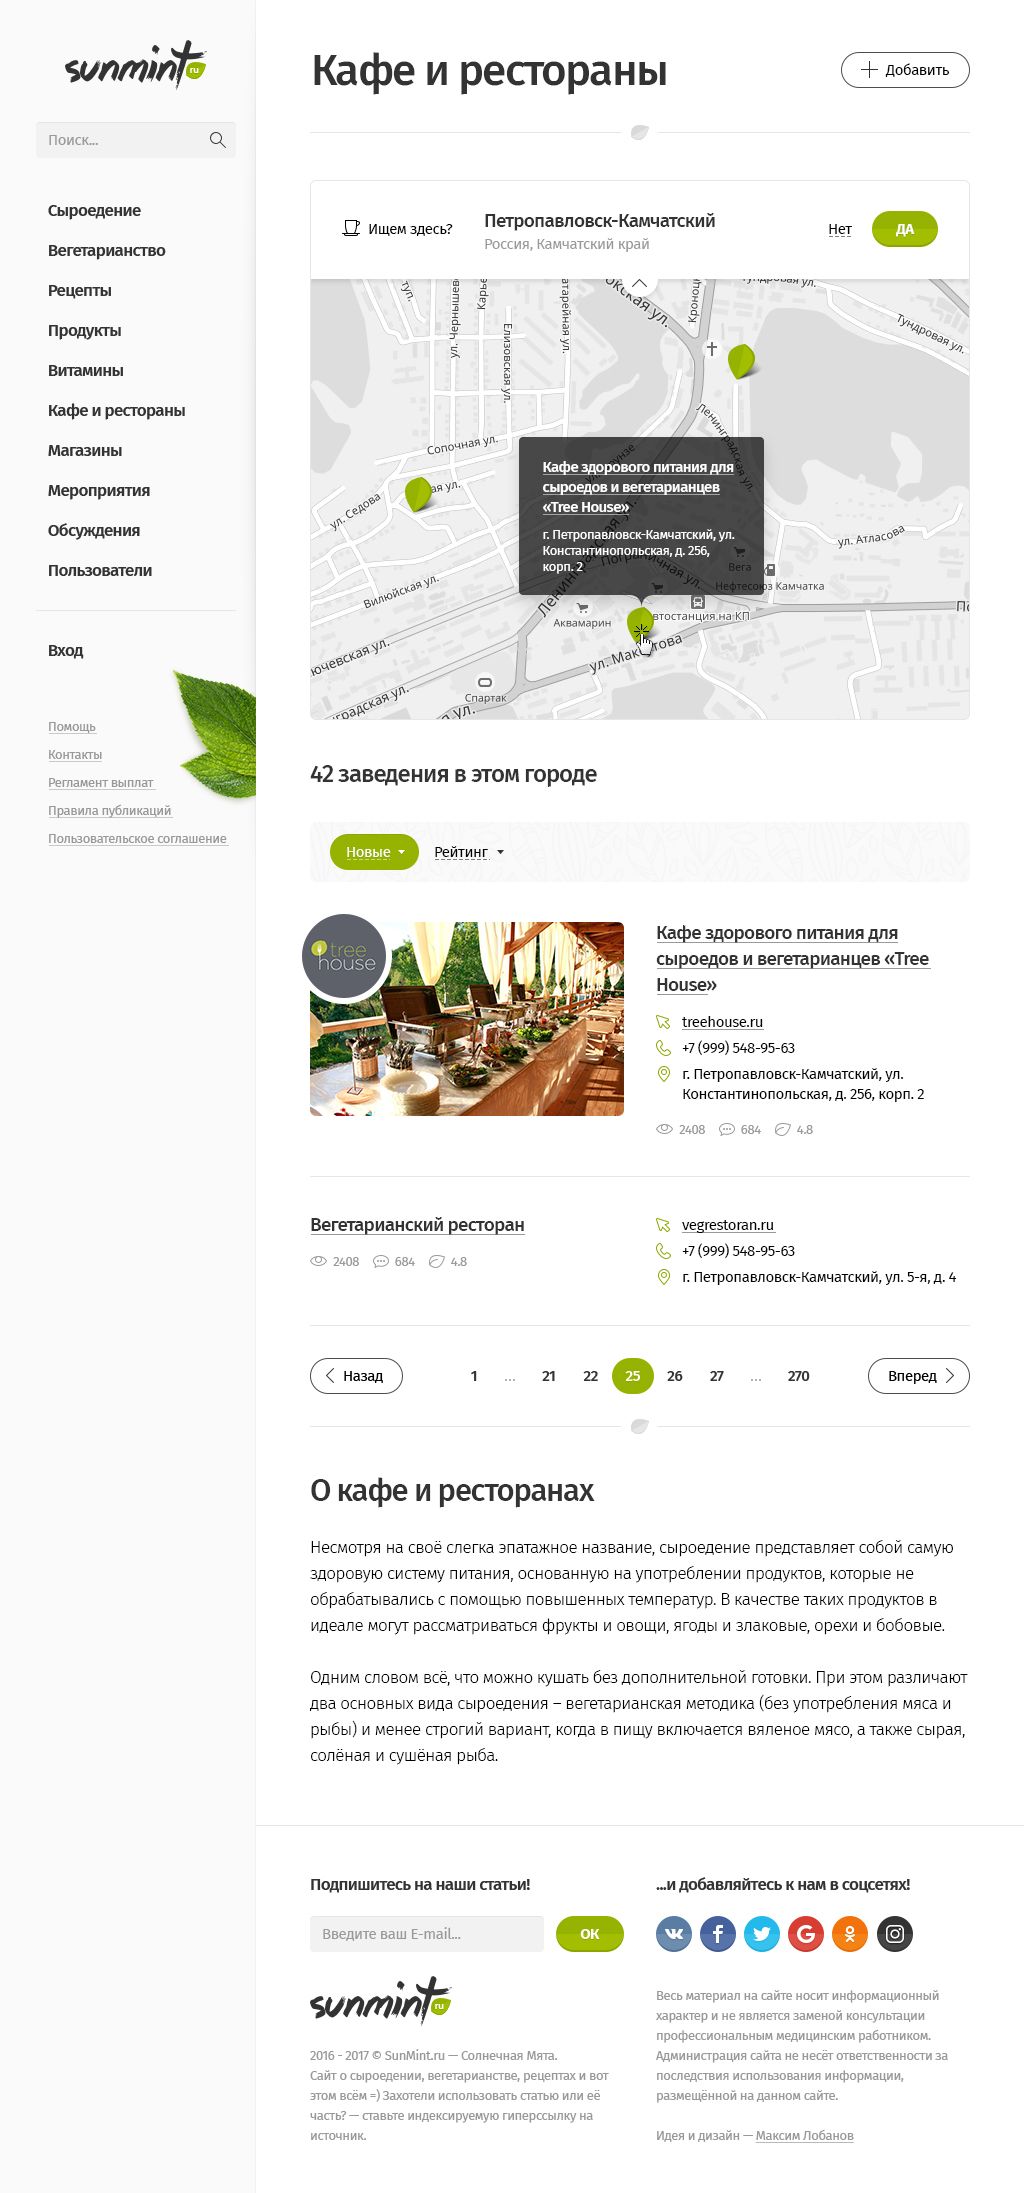 sunmint ru
Поиск...
Сыроедение
Вегетарианство
Рецепты
Продукты
Витамины
Кафе и рестораны
Магазины
Мероприятия
Обсуждения
Пользователи
Вход
Помощь
Контакты
Регламент выплат
Правила публикаций
Пользовательское соглашение
Кафе и рестораны
Добавить
Ищем здесь?
Петропавловск-Камчатский
Россия, Камчатский край
Нет
ДА
ул. Чернышевс
Карье
Елизовская ул.
атарейная ул.
окская ул.
Кроноц
Тундровая ул.
Тундровая ул.
Ленинградская ул.
Сопочная ул.
ая ул.
ул. Седова
Вилюйская ул.
Кафе здорового питания для
сыроедов и вегетарианцев
«Tree House»
г. Петропавловск-Камчатский, ул.
Константинопольская, д. 256,
корп. 2
Пограничная ул.
Вега
ул. Атласова
Нефтесоюз Камчатка
Аквамарин
втостанция на КП
ючевская ул.
Спартак
градская ул.
42 заведения в этом городе
Новые
Рейтинг
tree
house
Кафе здорового питания для
сыроедов и вегетарианцев «Tree
House»
treehouse.ru
+7 (999) 548-95-63
г. Петропавловск-Камчатский, ул.
Константинопольская, д. 256, корп. 2
2408 684 4.8
Вегетарианский ресторан
2408 684 4.8
vegrestoran.ru
+7 (999) 548-95-63
г. Петропавловск-Камчатский, ул. 5-я, д. 4
Назад 1 ... 21 22 25 26 27 ... 270 Вперед
О кафе и ресторанах
Несмотря на своё слегка эпатажное название, сыроедение представляет собой самую
здоровую систему питания, основанную на употреблении продуктов, которые не
обрабатывались с помощью повышенных температур. В качестве таких продуктов в
идеале могут рассматриваться фрукты и овощи, ягоды и злаковые, орехи и бобовые.
Одним словом всё, что можно кушать без дополнительной готовки. При этом различают
два основных вида сыроедения – вегетарианская методика (без употребления мяса и
рыбы) и менее строгий вариант, когда в пищу включается вяленое мясо, а также сырая,
солёная и сушёная рыба.
Подпишитесь на наши статьи!
Введите ваш E-mail...
ОК
sunmint ru
2016 - 2017 © SunMint.ru — Солнечная Мята.
Сайт о сыроедении, вегетарианстве, рецептах и вот
этом всём =) Захотели использовать статью или её
часть? — ставьте индексируемую гиперссылку на
источник.
...и добавляйтесь к нам в соцсетях!
Весь материал на сайте носит информационный
характер и не является заменой консультации
профессиональным медицинским работником.
Администрация сайта не несёт ответственности за
последствия использования информации,
размещённой на данном сайте.
Идея и дизайн — Максим Лобанов